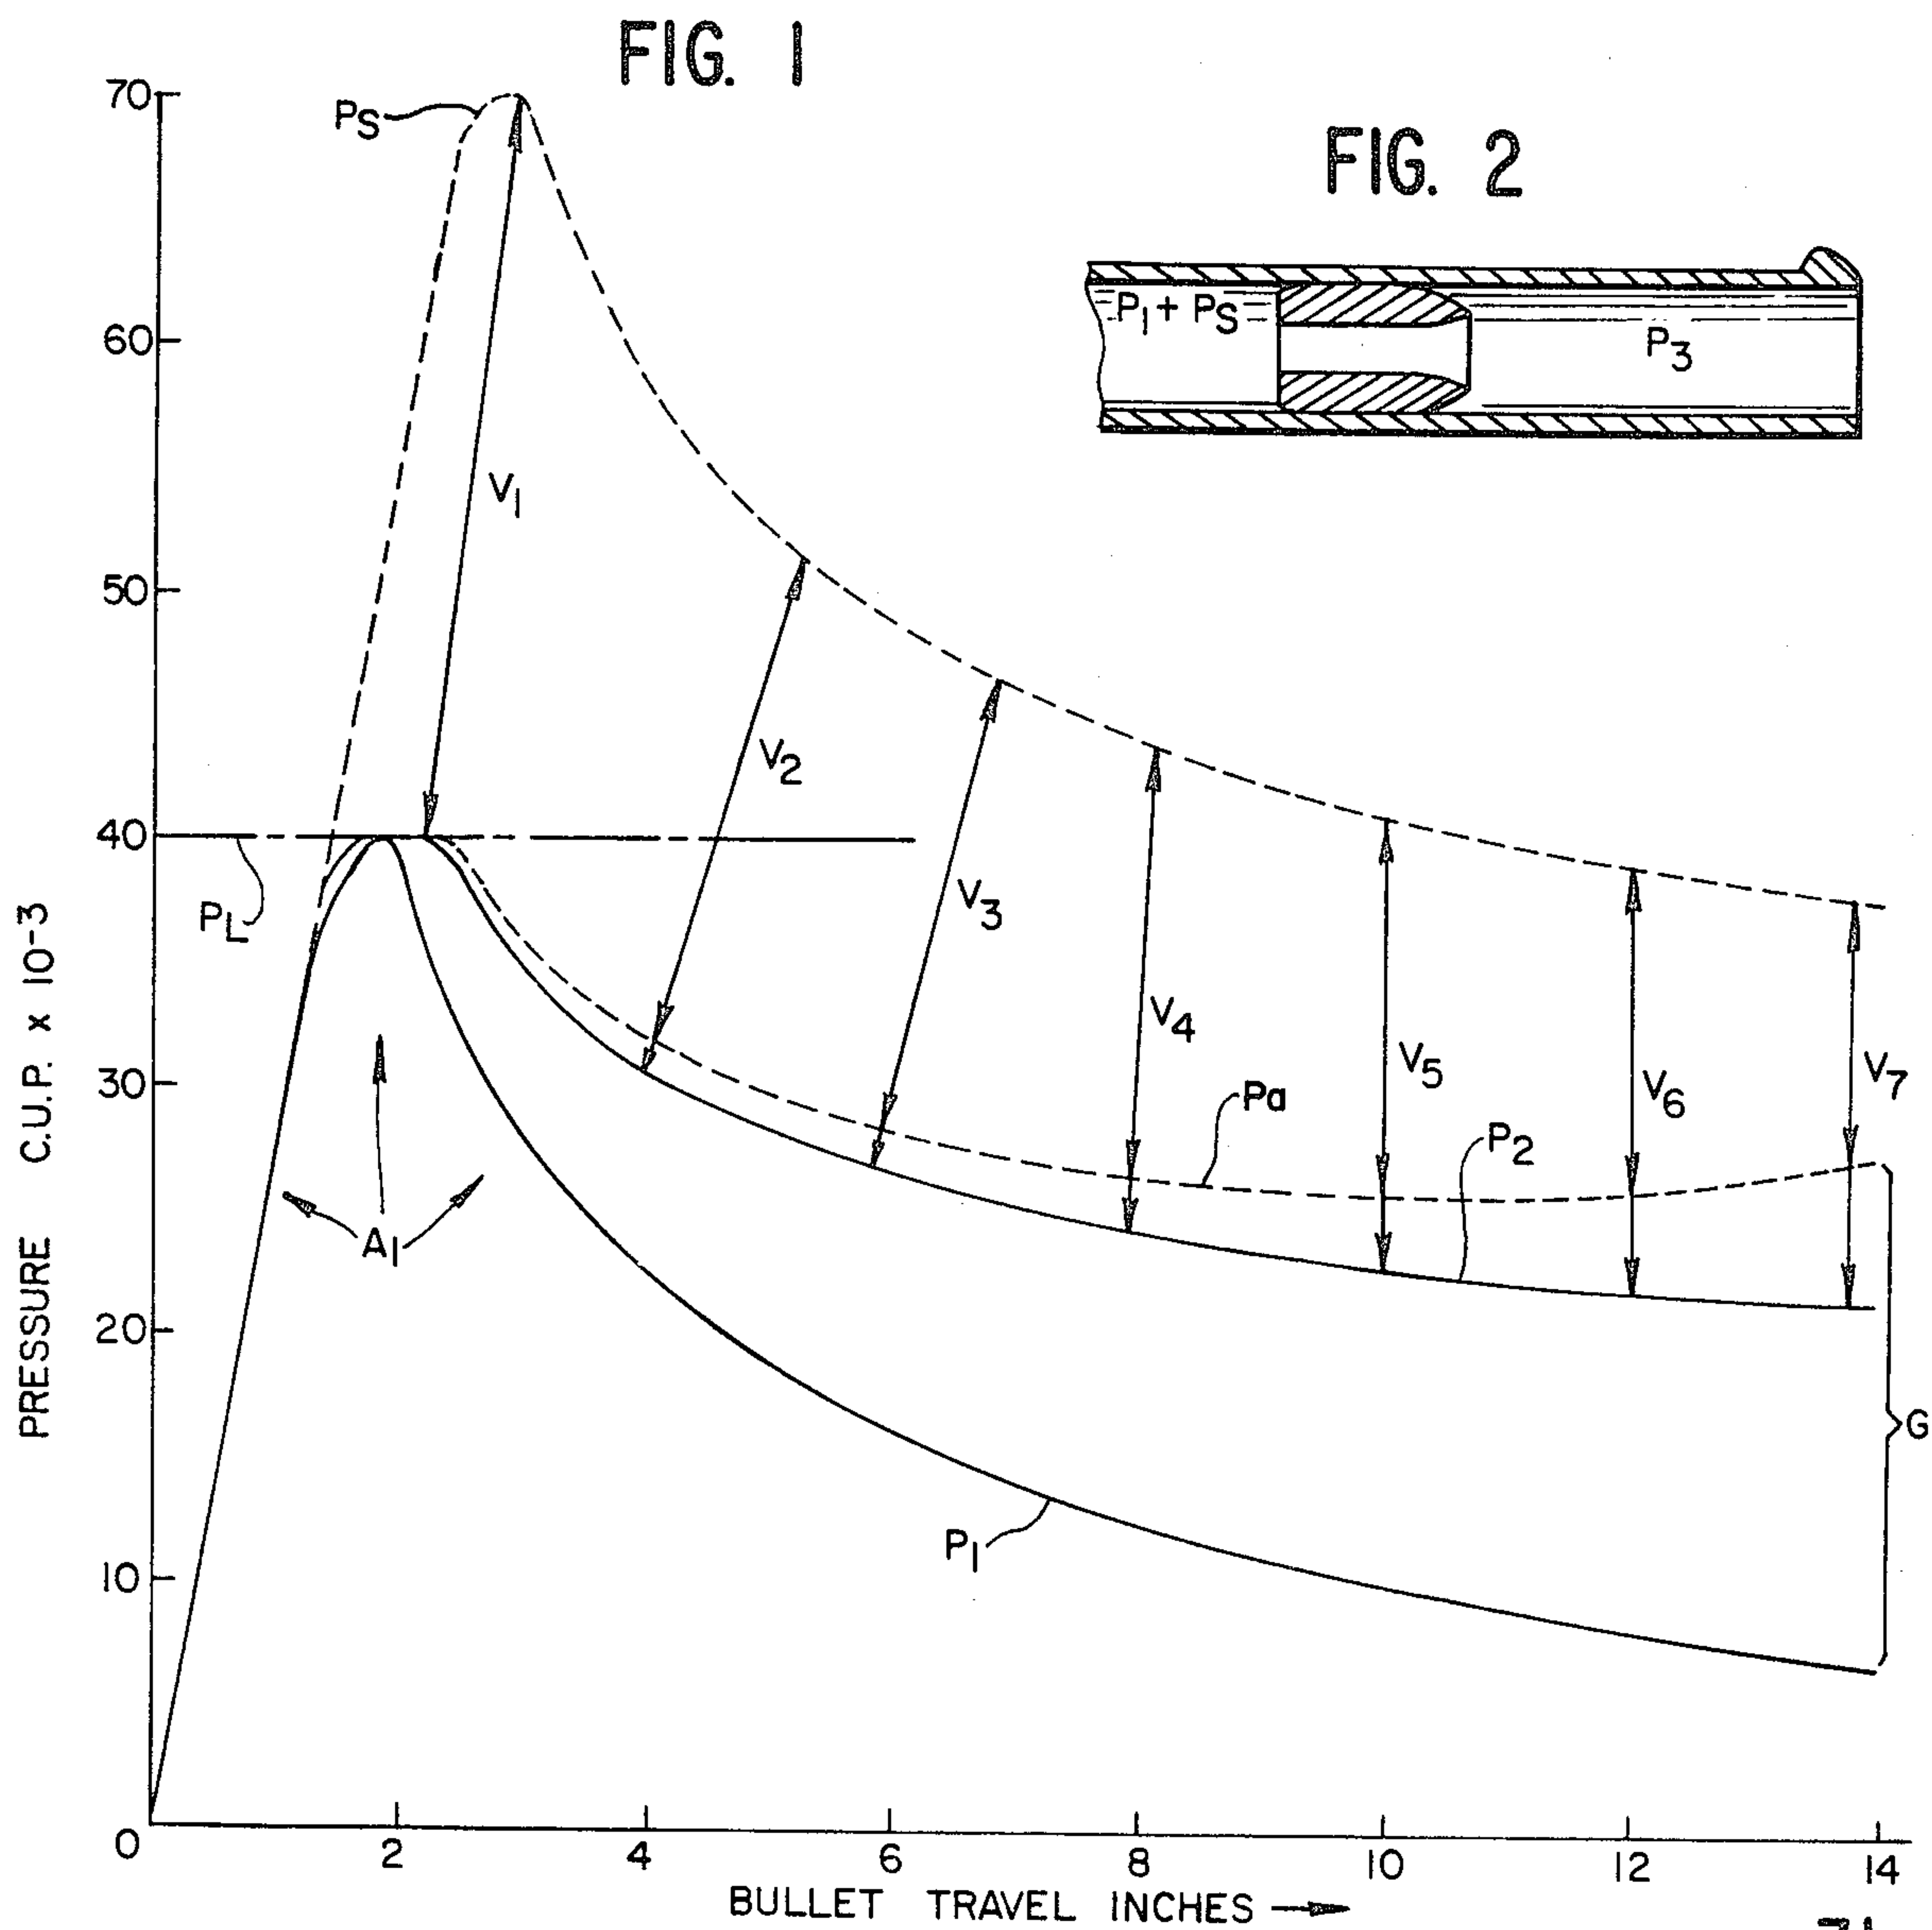 FIG. 1
FIG. 2
70
60
50
40
30
20
10
0
2
4
6
8
10
12
14
PRESSURE C.U.P. x 10-3
BULLET TRAVEL INCHES
PS
PL
A1
V1
V2
V3
V4
V5
V6
V7
Pa
P2
P1
G
P1 + PS
P3